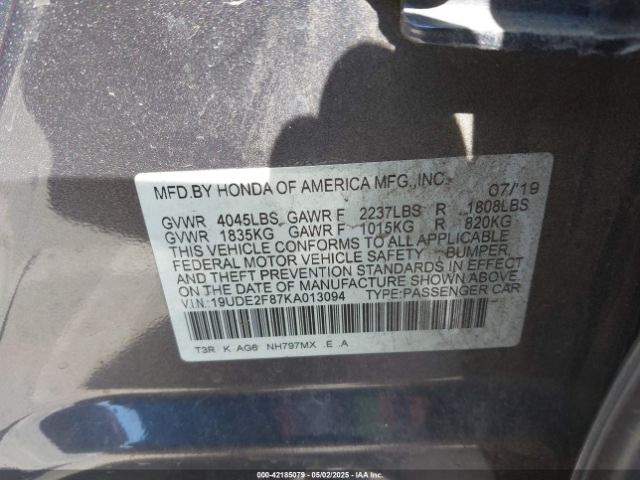 MFD.BY HONDA OF AMERICA MFG.,INC. 07/'19
GVWR 4045LBS, GAWR F 2237LBS R 1808LBS
GVWR 1835KG GAWR F 1015KG R 820KG
THIS VEHICLE CONFORMS TO ALL APPLICABLE
FEDERAL MOTOR VEHICLE SAFETY BUMPER,
AND THEFT PREVENTION STANDARDS IN EFFECT
ON THE DATE OF MANUFACTURE SHOWN ABOVE.
V.I.N: 19UDE2F87KA013094 TYPE:PASSENGER CAR
T3R K AG6 NH797MX .E .A
000-42185079 05/02/2025 IAAI.COM